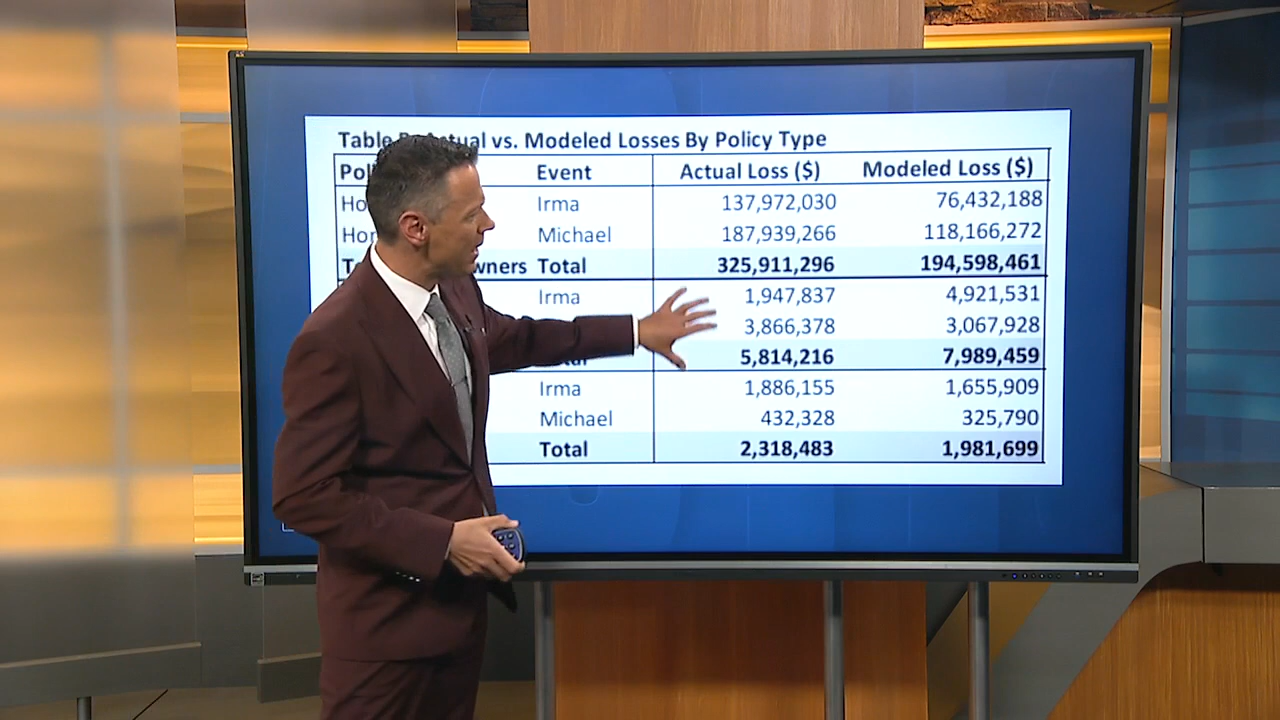 Table vs. Modeled Losses By Policy Type
Event Actual Loss ($) Modeled Loss ($)
Irma 137,972,030 76,432,188
Michael 187,939,266 118,166,272
Total 325,911,296 194,598,461
Irma 1,947,837 4,921,531
3,866,378 3,067,928
5,814,216 7,989,459
Irma 1,886,155 1,655,909
Michael 432,328 325,790
Total 2,318,483 1,981,699